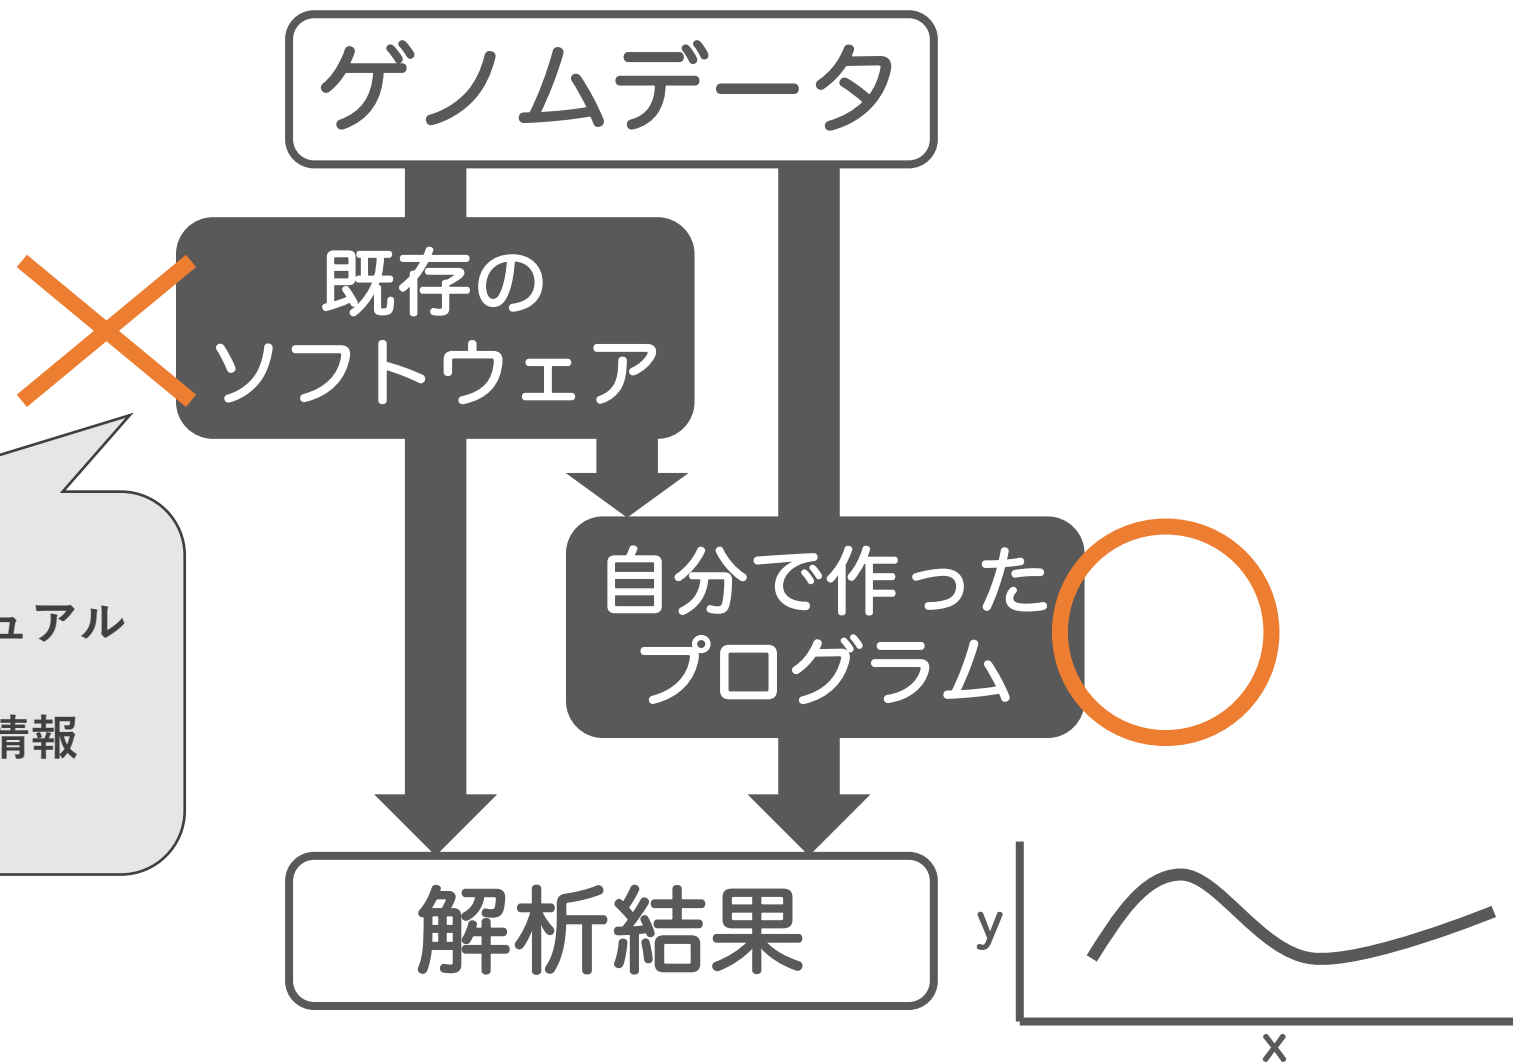 ゲノムデータ
既存の
ソフトウェア
自分で作った
プログラム
ュアル
情報
解析結果
y
x